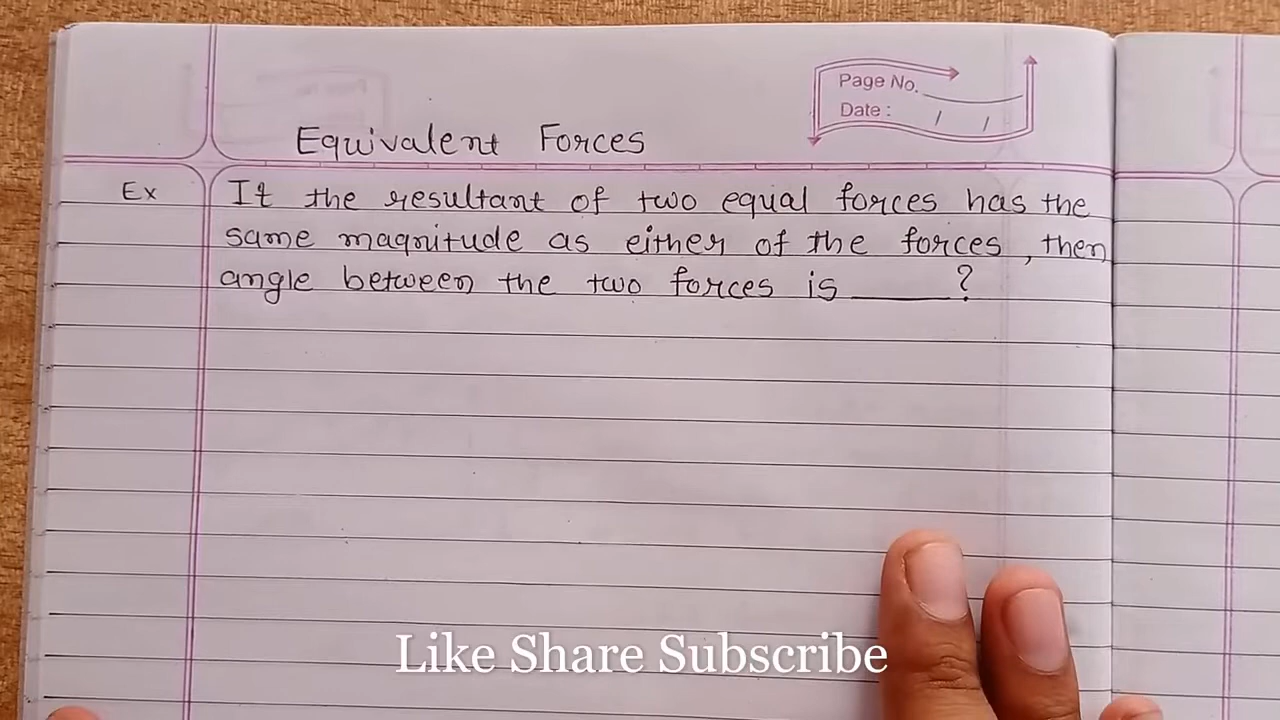 Page No.
Date : / /
Equivalent Forces
Ex If the resultant of two equal forces has the
same magnitude as either of the forces, then
angle between the two forces is ____?
Like Share Subscribe